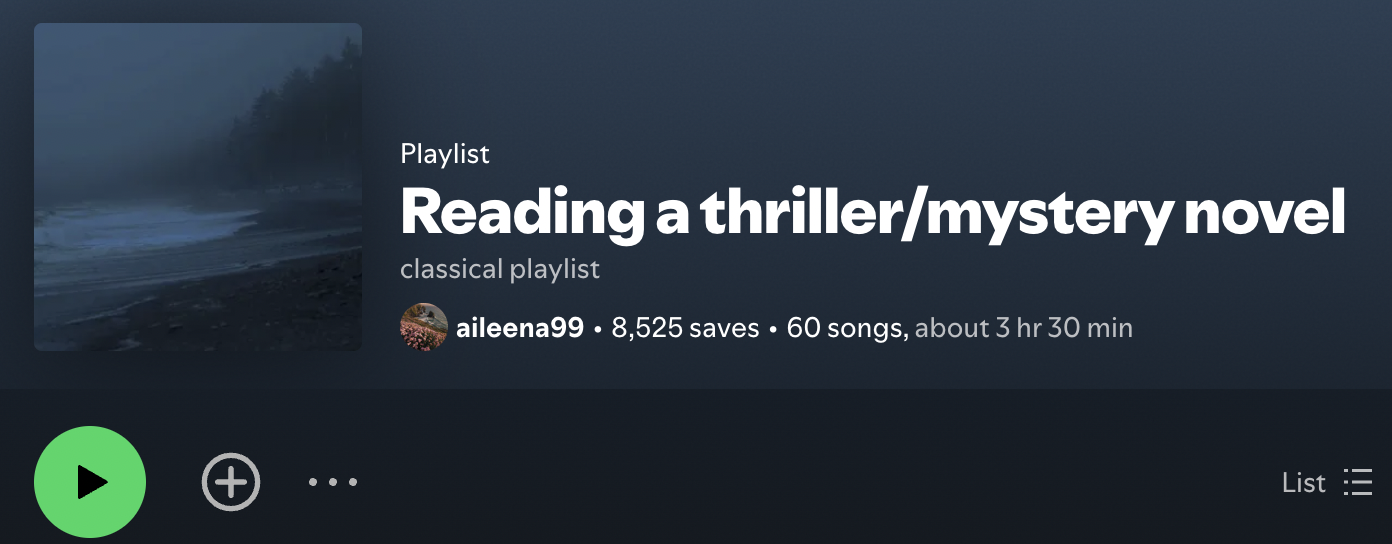 Playlist
Reading a thriller/mystery novel
classical playlist
aileena99 • 8,525 saves • 60 songs, about 3 hr 30 min
List